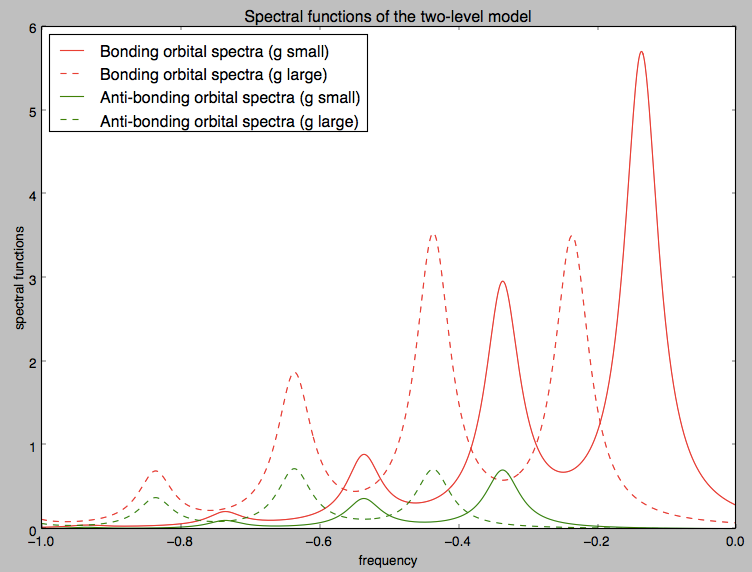 Spectral functions of the two-level model
Bonding orbital spectra (g small)
Bonding orbital spectra (g large)
Anti-bonding orbital spectra (g small)
Anti-bonding orbital spectra (g large)
6
5
4
3
2
1
0
spectral functions
−1.0 −0.8 −0.6 −0.4 −0.2 0.0
frequency